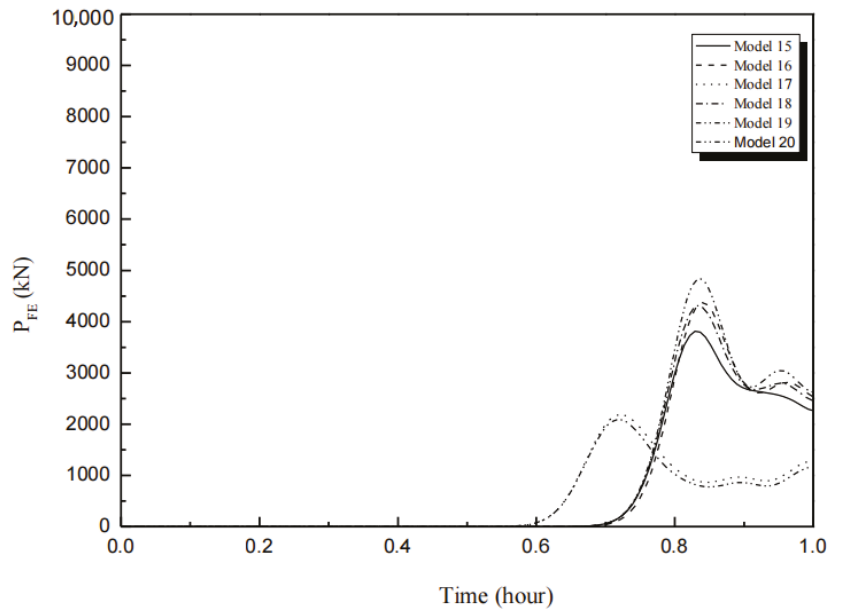 10,000
9000
8000
7000
6000
5000
4000
3000
2000
1000
0
P_FE (kN)
0.0 0.2 0.4 0.6 0.8 1.0
Time (hour)
Model 15
Model 16
Model 17
Model 18
Model 19
Model 20